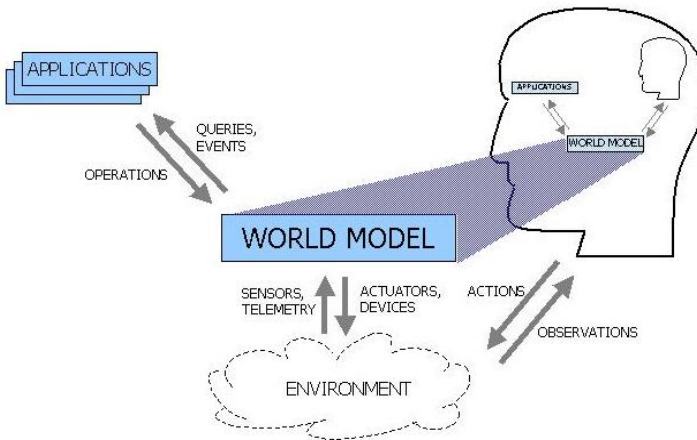 APPLICATIONS
APPLICATIONS
QUERIES,
EVENTS
WORLD MODEL
OPERATIONS
WORLD MODEL
SENSORS,
TELEMETRY
ACTUATORS,
DEVICES
ACTIONS
OBSERVATIONS
ENVIRONMENT